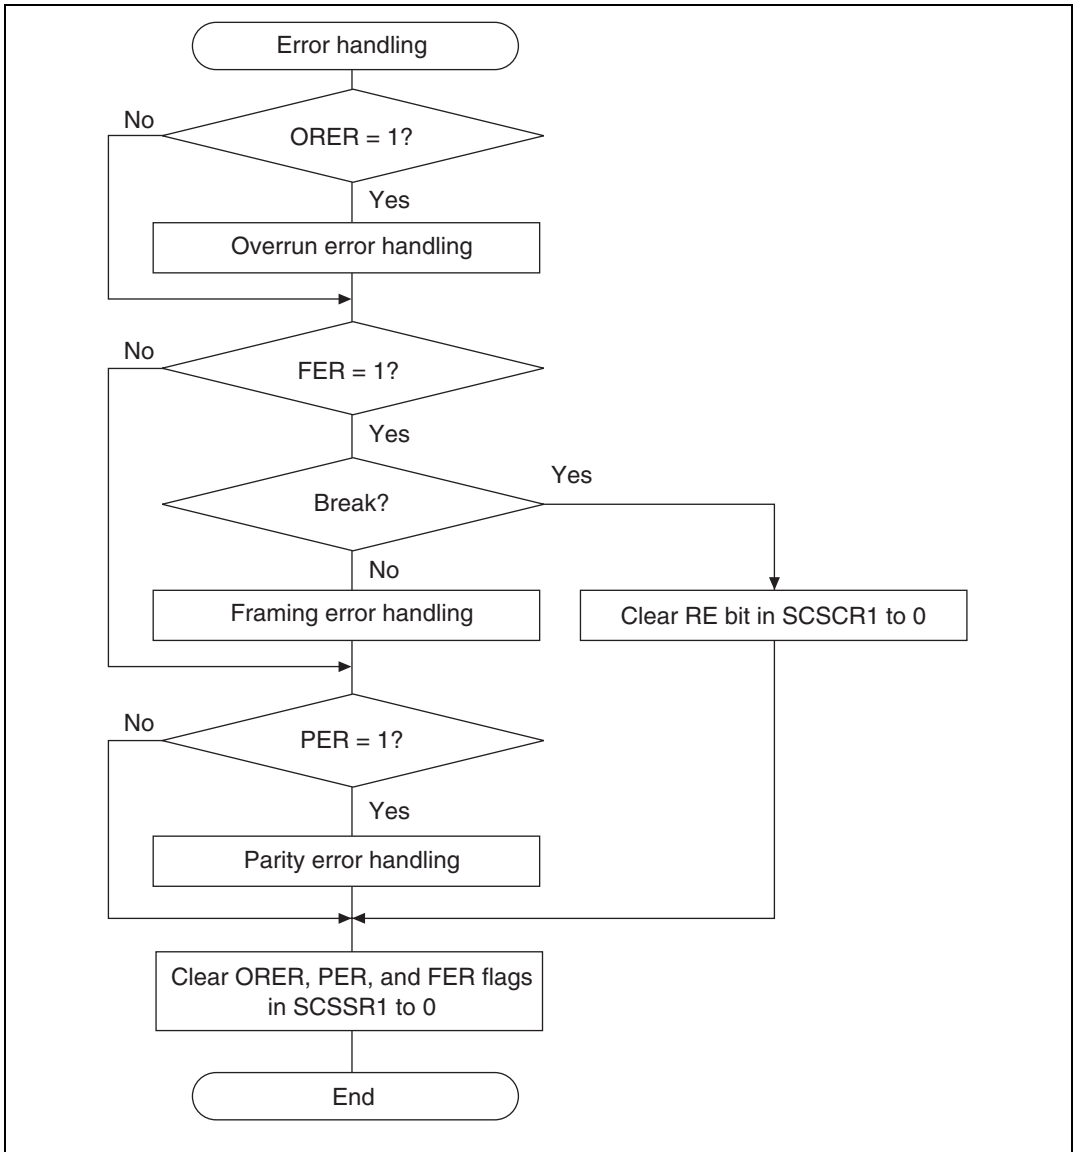 Error handling
No
ORER = 1?
Yes
Overrun error handling
No
FER = 1?
Yes
Yes
Break?
No
Framing error handling
Clear RE bit in SCSCR1 to 0
No
PER = 1?
Yes
Parity error handling
Clear ORER, PER, and FER flags
in SCSSR1 to 0
End